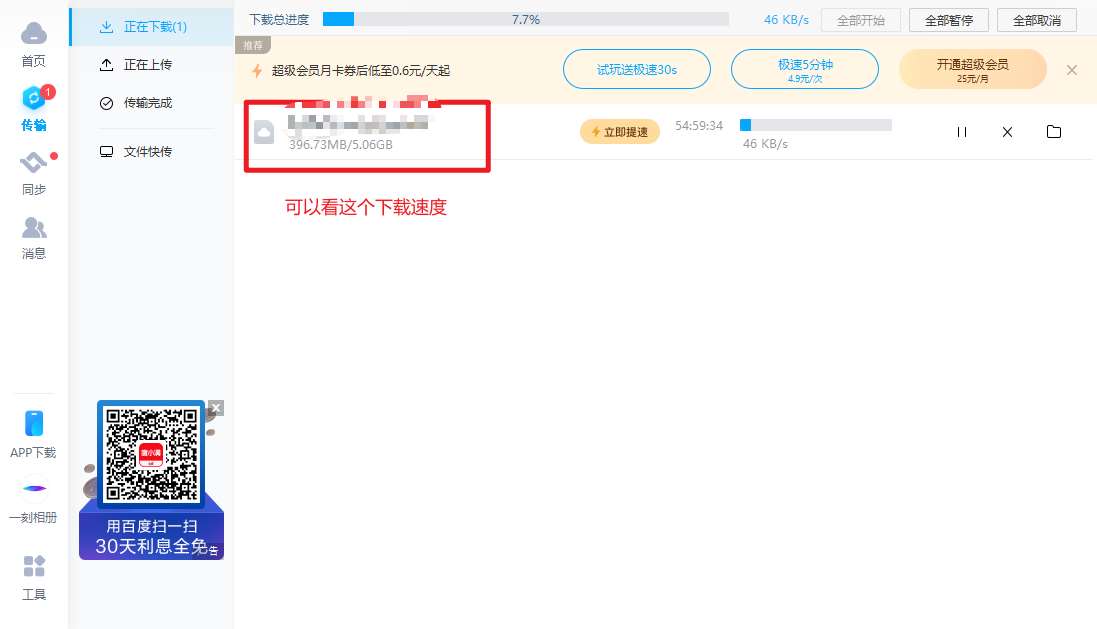 首页
1
传输
同步
消息
APP下载
一刻相册
工具
正在下载(1)
正在上传
传输完成
文件快传
用百度扫一扫
30天利息全免
广告
下载总进度
7.7%
46 KB/s
全部开始
全部暂停
全部取消
推荐
超级会员月卡券后低至0.6元/天起
试玩送极速30s
极速5分钟
4.9元/次
开通超级会员
25元/月
396.73MB/5.06GB
立即提速
54:59:34
46 KB/s
可以看这个下载速度